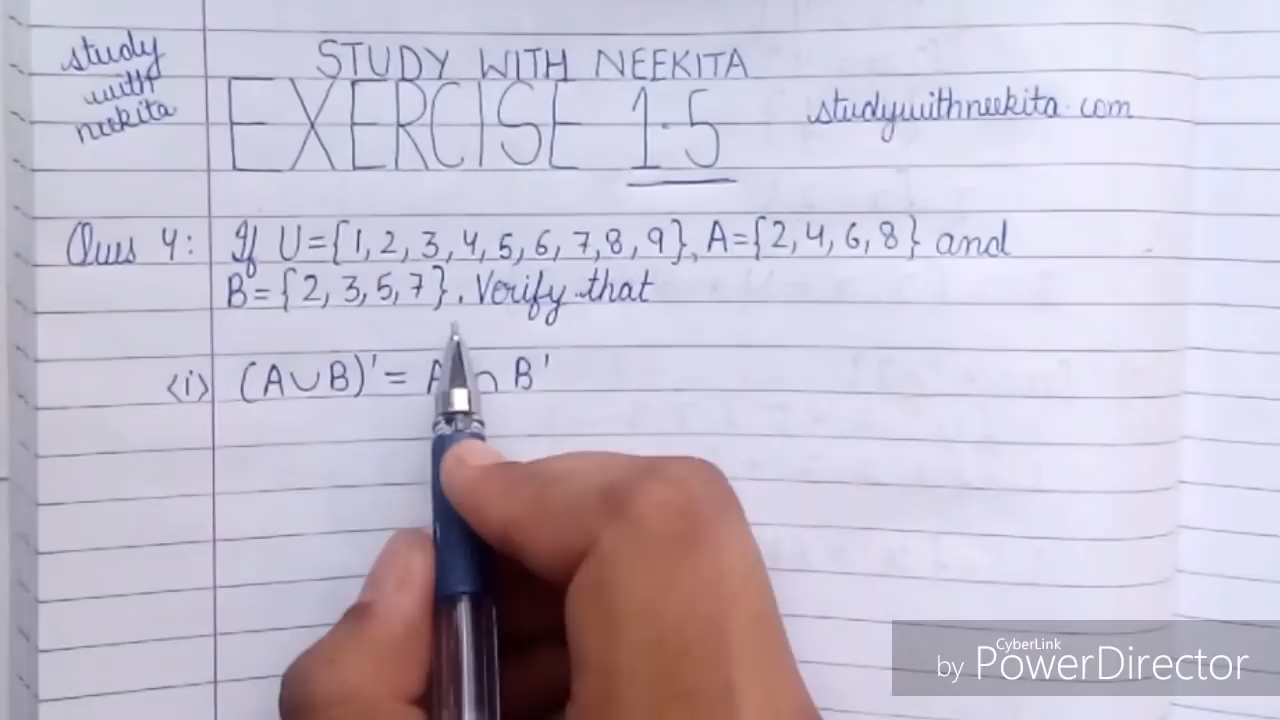 study
with
neekita
STUDY WITH NEEKITA
EXERCISE 1.5
studywithneekita.com
Ques 4: If U={1,2,3,4,5,6,7,8,9}, A={2,4,6,8} and
B={2,3,5,7}. Verify that
<i> (A∪B)'= A ∩ B'
CyberLink
by PowerDirector